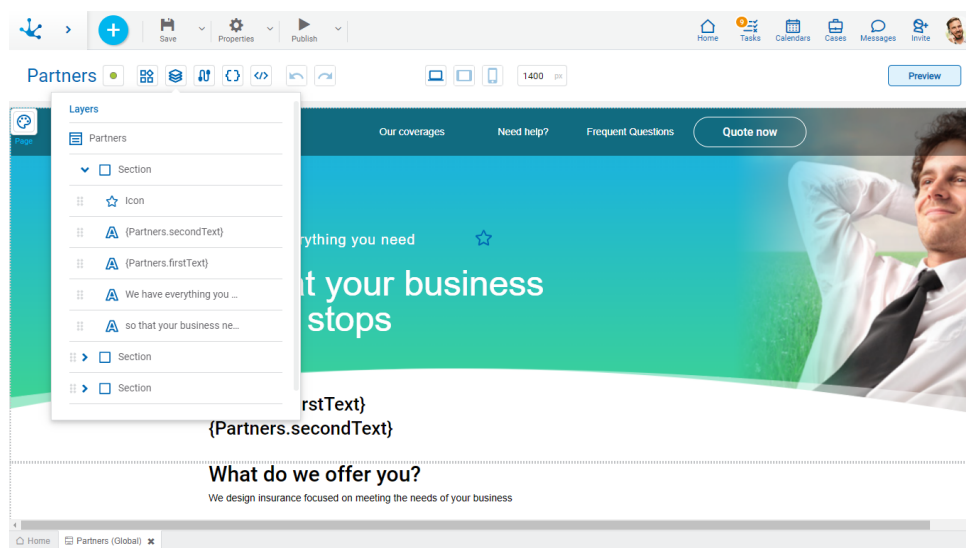 Save
Properties
Publish
Home
9
Tasks
Calendars
Cases
Messages
Invite
Partners
1400 px
Preview
Layers
Partners
Section
Icon
{Partners.secondText}
{Partners.firstText}
We have everything you ...
so that your business ne...
Section
Section
Page
Our coverages
Need help?
Frequent Questions
Quote now
rything you need
t your business
stops
rstText}
{Partners.secondText}
What do we offer you?
We design insurance focused on meeting the needs of your business
Home
Partners (Global)